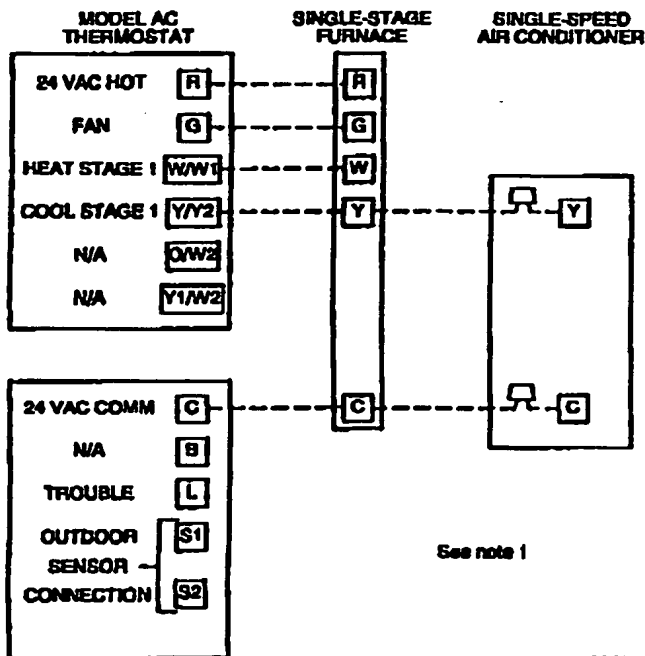 MODEL AC THERMOSTAT
SINGLE-STAGE FURNACE
SINGLE-SPEED AIR CONDITIONER
24 VAC HOT R R
FAN G G
HEAT STAGE 1 W/W1 W
COOL STAGE 1 Y/Y2 Y Y
N/A O/W2
N/A Y1/W2
24 VAC COMM C C C
N/A B
TROUBLE L
OUTDOOR S1
SENSOR
CONNECTION S2
See note 1